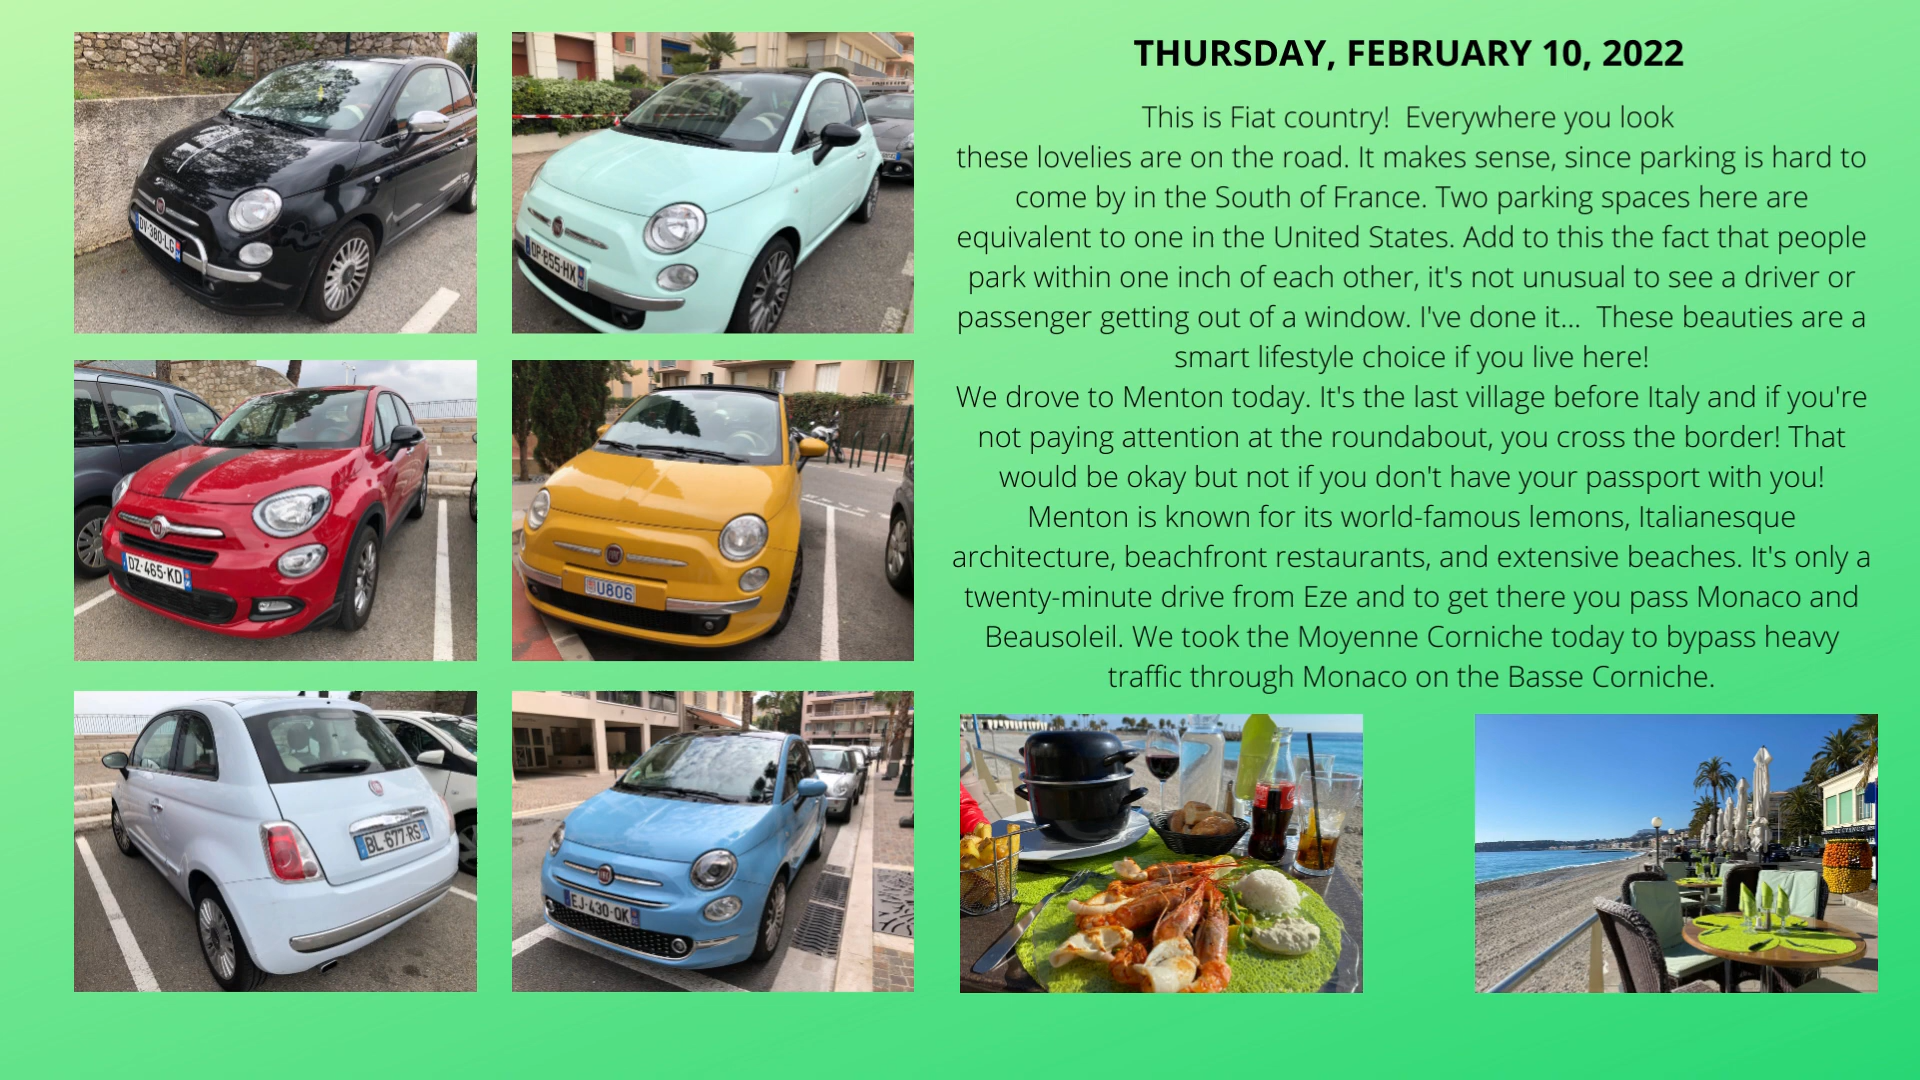 THURSDAY, FEBRUARY 10, 2022
This is Fiat country!  Everywhere you look
these lovelies are on the road. It makes sense, since parking is hard to
come by in the South of France. Two parking spaces here are
equivalent to one in the United States. Add to this the fact that people
park within one inch of each other, it's not unusual to see a driver or
passenger getting out of a window. I've done it...  These beauties are a
smart lifestyle choice if you live here!
We drove to Menton today. It's the last village before Italy and if you're
not paying attention at the roundabout, you cross the border! That
would be okay but not if you don't have your passport with you!
Menton is known for its world-famous lemons, Italianesque
architecture, beachfront restaurants, and extensive beaches. It's only a
twenty-minute drive from Eze and to get there you pass Monaco and
Beausoleil. We took the Moyenne Corniche today to bypass heavy
traffic through Monaco on the Basse Corniche.
DV-380-LG
DP-855-HX
DZ-465-KD
U806
BL-677-RS
EJ-430-QK